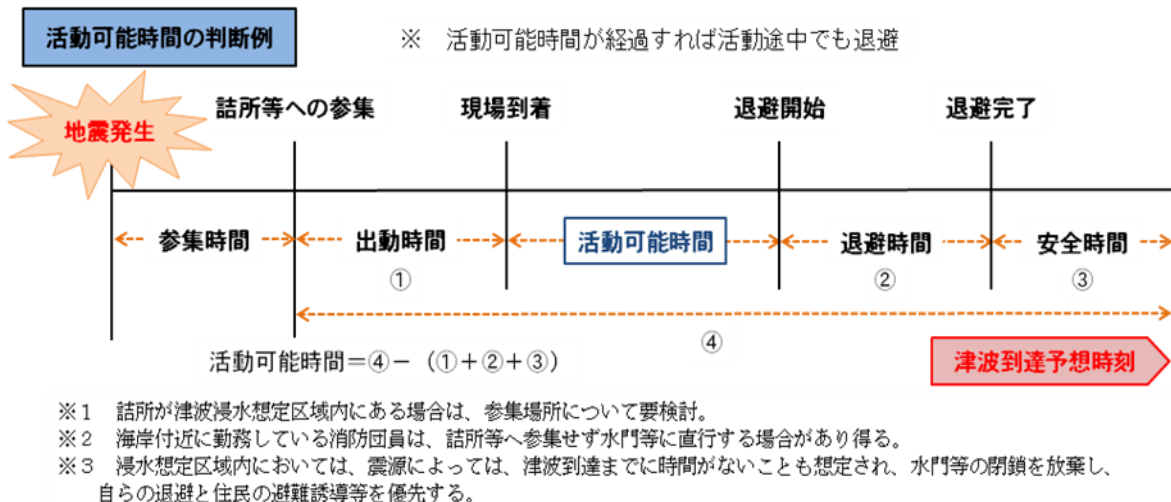 活動可能時間の判断例
※　活動可能時間が経過すれば活動途中でも退避
地震発生
詰所等への参集
現場到着
退避開始
退避完了
参集時間
出動時間
活動可能時間
退避時間
安全時間
①
②
③
④
活動可能時間＝④－（①＋②＋③）
津波到達予想時刻
※１　詰所が津波浸水想定区域内にある場合は、参集場所について要検討。
※２　海岸付近に勤務している消防団員は、詰所等へ参集せず水門等に直行する場合があり得る。
※３　浸水想定区域内においては、震源によっては、津波到達までに時間がないことも想定され、水門等の閉鎖を放棄し、
自らの退避と住民の避難誘導等を優先する。